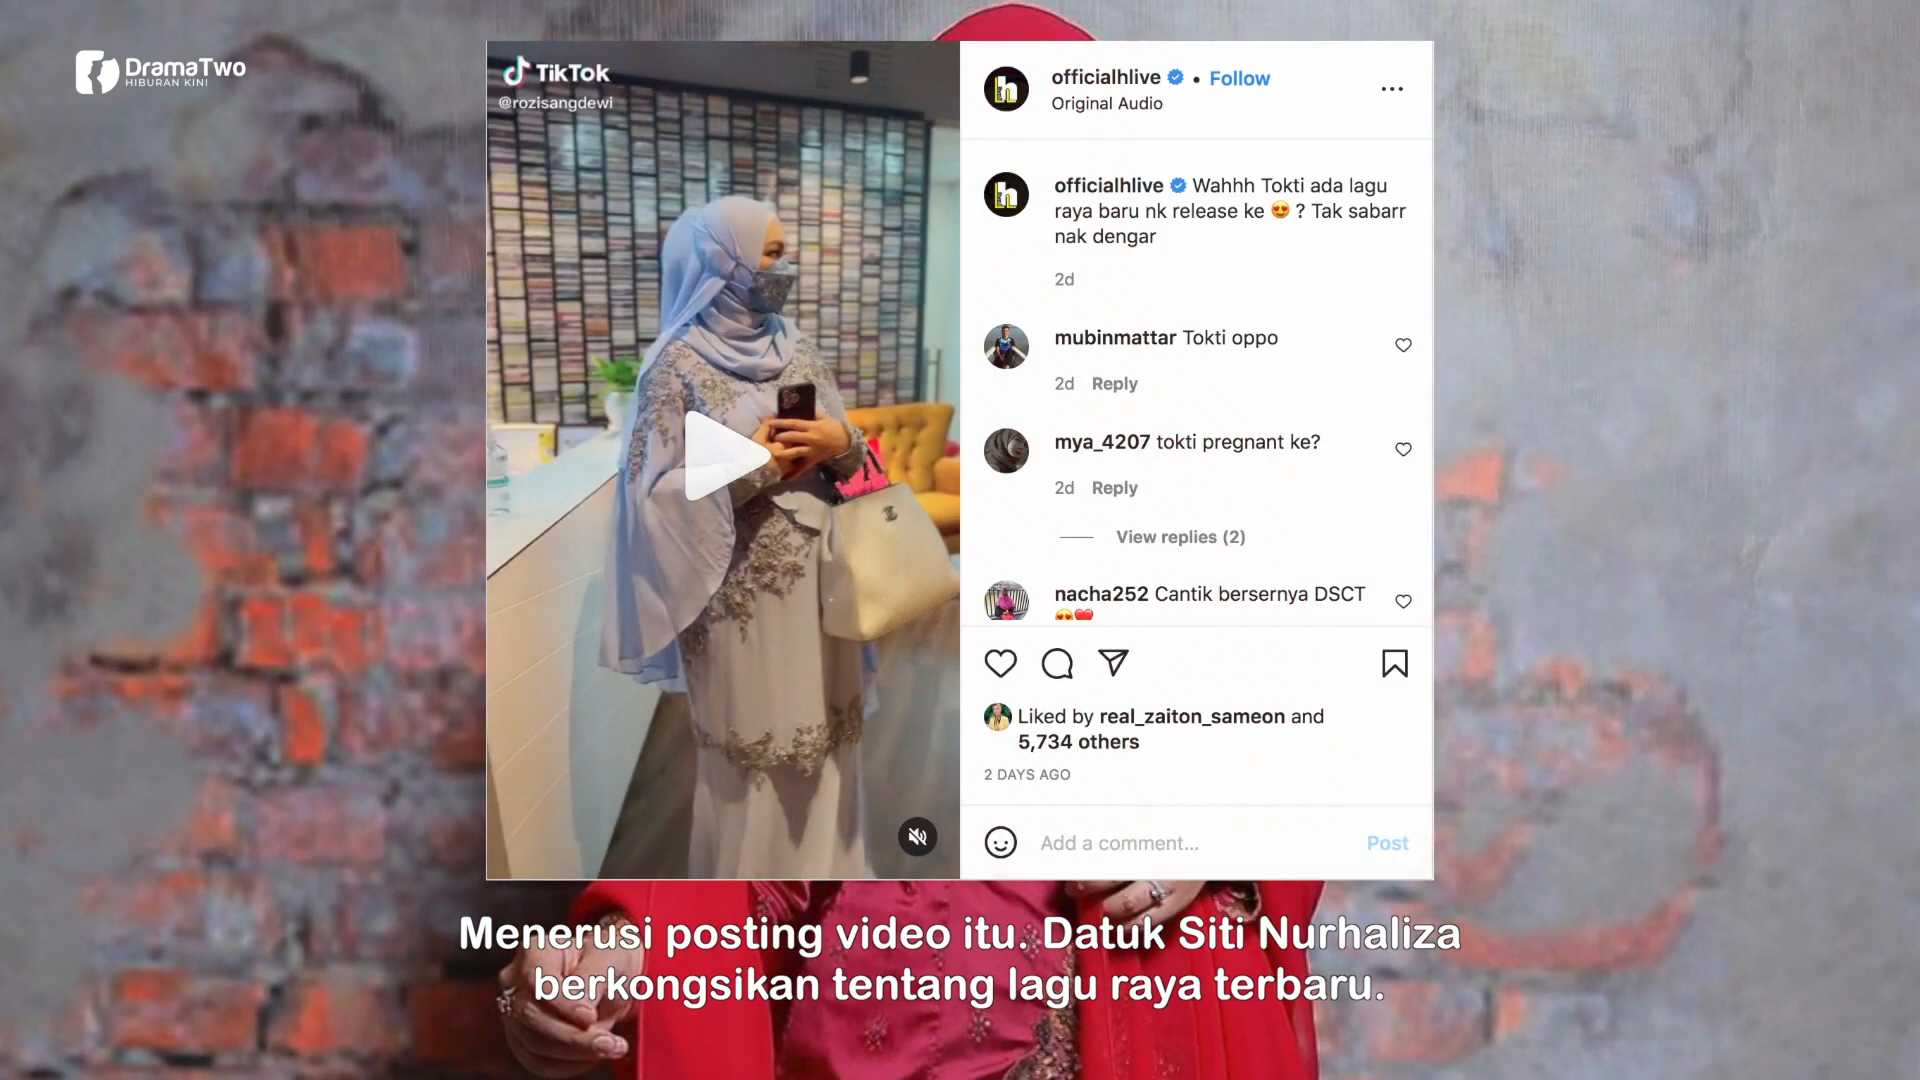 DramaTwo
HIBURAN KINI
TikTok
@rozisangdewi
officialhlive • Follow
Original Audio
officialhlive Wahhh Tokti ada lagu
raya baru nk release ke 😍 ? Tak sabarr
nak dengar
2d
mubinmattar Tokti oppo
2d Reply
mya_4207 tokti pregnant ke?
2d Reply
View replies (2)
nacha252 Cantik bersernya DSCT
😍❤️
Liked by real_zaiton_sameon and
5,734 others
2 DAYS AGO
Add a comment...
Post
Menerusi posting video itu. Datuk Siti Nurhaliza
berkongsikan tentang lagu raya terbaru.